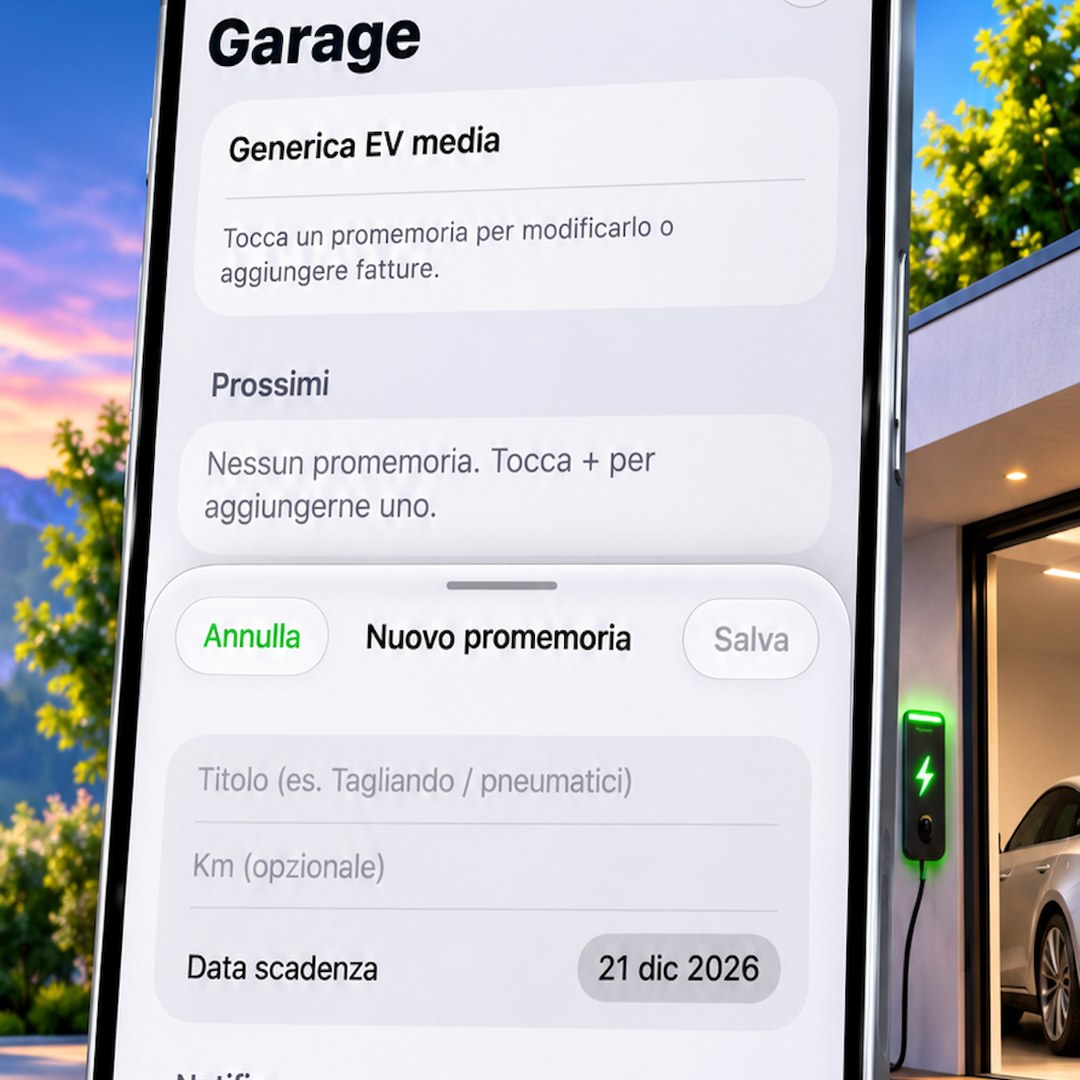 Garage
Generica EV media
Tocca un promemoria per modificarlo o
aggiungere fatture.
Prossimi
Nessun promemoria. Tocca + per
aggiungerne uno.
Annulla
Nuovo promemoria
Salva
Titolo (es. Tagliando / pneumatici)
Km (opzionale)
Data scadenza
21 dic 2026